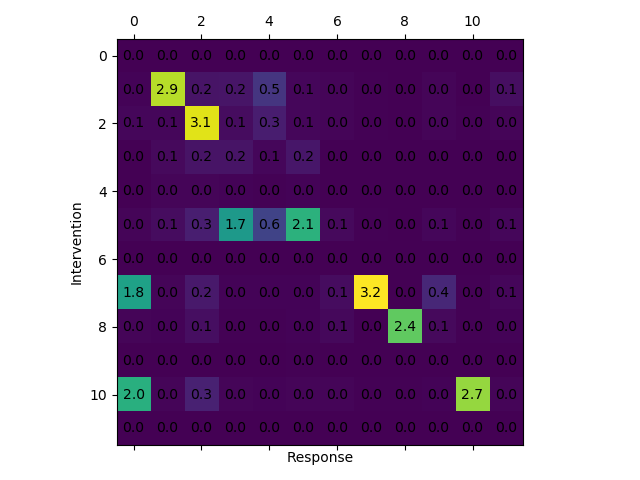 0 2 4 6 8 10
0 0.0 0.0 0.0 0.0 0.0 0.0 0.0 0.0 0.0 0.0 0.0 0.0
0.0 2.9 0.2 0.2 0.5 0.1 0.0 0.0 0.0 0.0 0.0 0.1
2 0.1 0.1 3.1 0.1 0.3 0.1 0.0 0.0 0.0 0.0 0.0 0.0
0.0 0.1 0.2 0.2 0.1 0.2 0.0 0.0 0.0 0.0 0.0 0.0
4 0.0 0.0 0.0 0.0 0.0 0.0 0.0 0.0 0.0 0.0 0.0 0.0
0.0 0.1 0.3 1.7 0.6 2.1 0.1 0.0 0.0 0.1 0.0 0.1
6 0.0 0.0 0.0 0.0 0.0 0.0 0.0 0.0 0.0 0.0 0.0 0.0
1.8 0.0 0.2 0.0 0.0 0.0 0.1 3.2 0.0 0.4 0.0 0.1
8 0.0 0.0 0.1 0.0 0.0 0.0 0.1 0.0 2.4 0.1 0.0 0.0
0.0 0.0 0.0 0.0 0.0 0.0 0.0 0.0 0.0 0.0 0.0 0.0
10 2.0 0.0 0.3 0.0 0.0 0.0 0.0 0.0 0.0 0.0 2.7 0.0
0.0 0.0 0.0 0.0 0.0 0.0 0.0 0.0 0.0 0.0 0.0 0.0
Intervention
Response